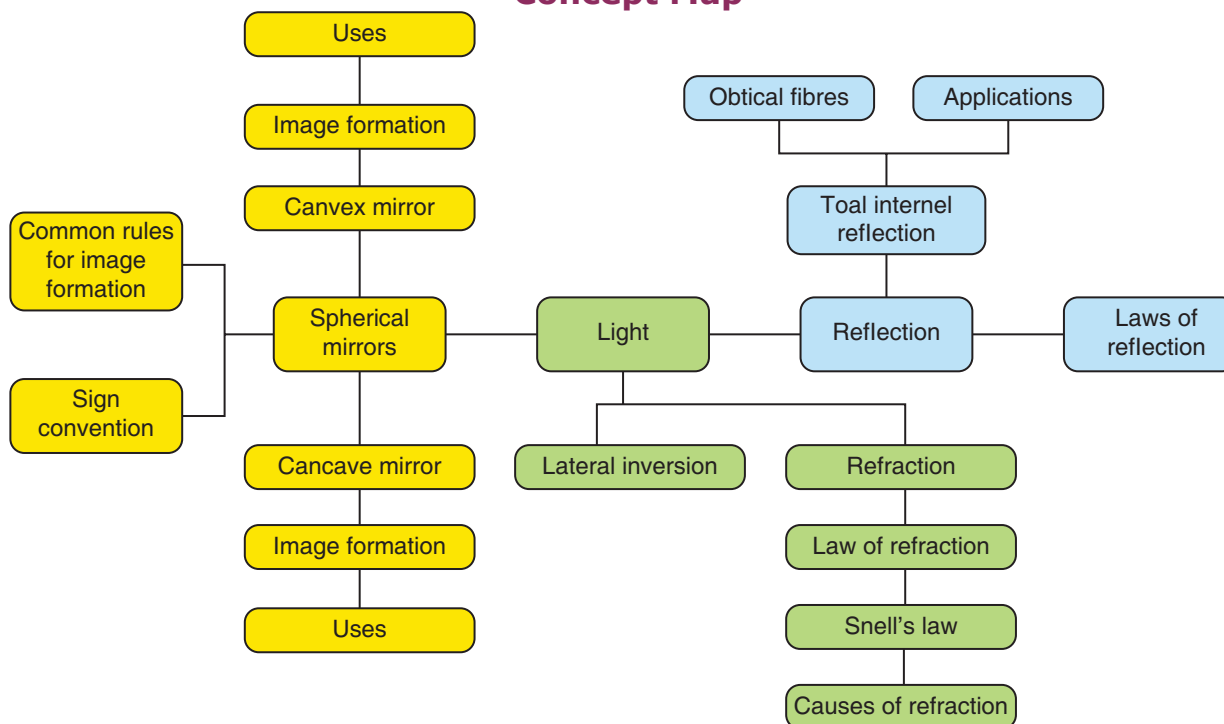 Concept Map
Uses
Image formation
Canvex mirror
Common rules
for image
formation
Spherical
mirrors
Sign
convention
Cancave mirror
Image formation
Uses
Light
Lateral inversion
Obtical fibres
Applications
Toal internel
reflection
Reflection
Laws of
reflection
Refraction
Law of refraction
Snell's law
Causes of refraction